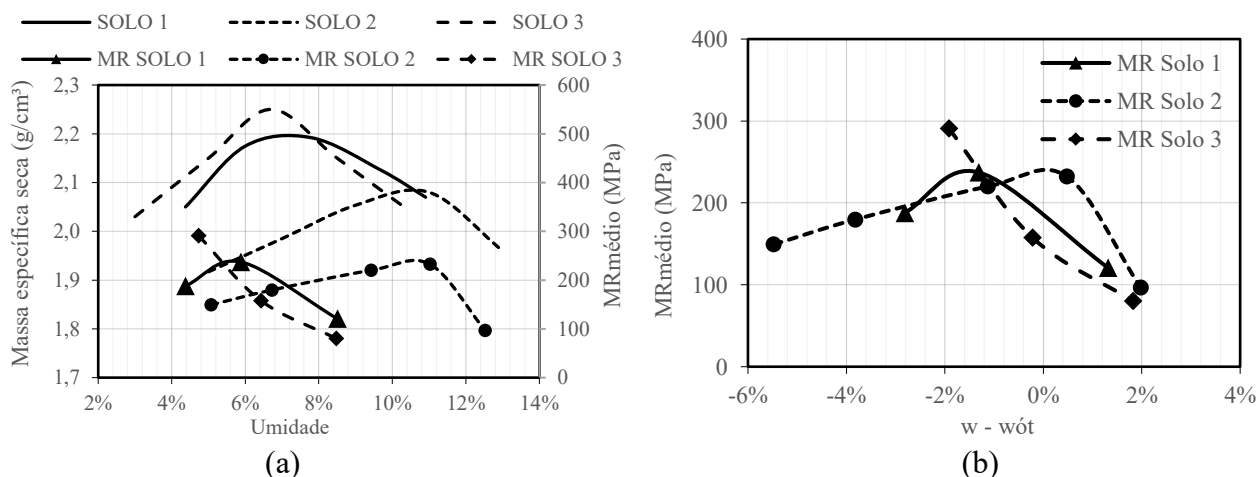 SOLO 1 SOLO 2 SOLO 3
MR SOLO 1 MR SOLO 2 MR SOLO 3
Massa específica seca (g/cm³)
2,3
2,2
2,1
2,0
1,9
1,8
1,7
600
500
400
300
200
100
0
MRmédio (MPa)
2% 4% 6% 8% 10% 12% 14%
Umidade
(a)
MRmédio (MPa)
400
300
200
100
0
MR Solo 1
MR Solo 2
MR Solo 3
-6% -4% -2% 0% 2% 4%
w - wót
(b)